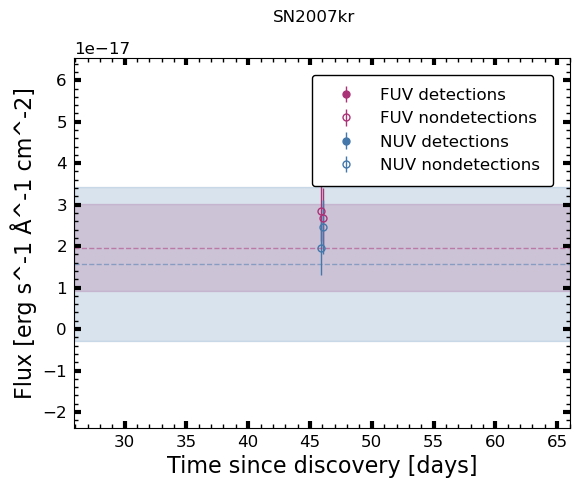 SN2007kr
1e−17
FUV detections
FUV nondetections
NUV detections
NUV nondetections
Flux [erg s^-1 Å^-1 cm^-2]
6
5
4
3
2
1
0
−1
−2
30 35 40 45 50 55 60 65
Time since discovery [days]